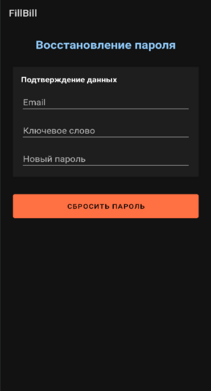 FillBill
Восстановление пароля
Подтверждение данных
Email
Ключевое слово
Новый пароль
СБРОСИТЬ ПАРОЛЬ